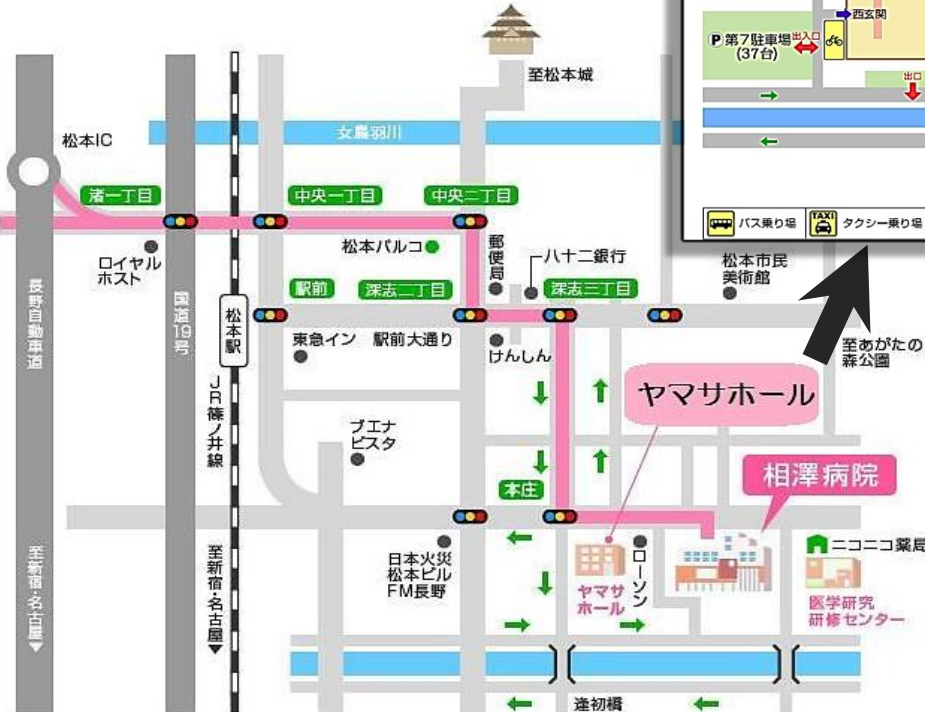 西玄関
P 第7駐車場
(37台)
出入口
出口
バス乗り場
TAXI
タクシー乗り場
至松本城
女鳥羽川
松本IC
渚一丁目
中央一丁目
中央二丁目
ロイヤル
ホスト
松本パルコ
郵便局
八十二銀行
松本市民
美術館
駅前
深志二丁目
深志三丁目
長野自動車道
国道19号
松本駅
東急イン
駅前大通り
けんしん
至あがたの
森公園
ヤマサホール
JR篠ノ井線
ブエナ
ビスタ
相澤病院
本庄
至新宿・名古屋
至新宿・名古屋
日本火災
松本ビル
FM長野
ヤマサ
ホール
ローソン
ニコニコ薬局
医学研究
研修センター
逢初橋